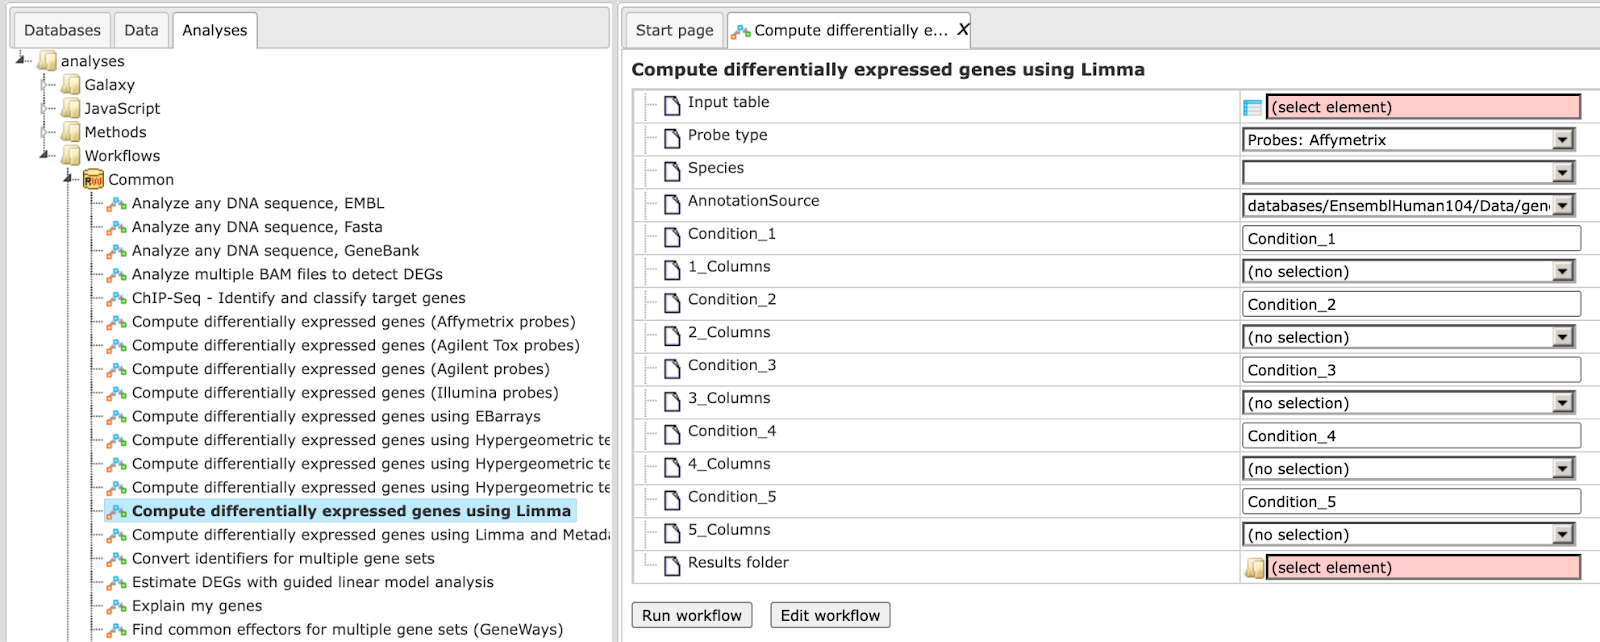 Databases
Data
Analyses
analyses
Galaxy
JavaScript
Methods
Workflows
Common
Analyze any DNA sequence, EMBL
Analyze any DNA sequence, Fasta
Analyze any DNA sequence, GeneBank
Analyze multiple BAM files to detect DEGs
ChIP-Seq - Identify and classify target genes
Compute differentially expressed genes (Affymetrix probes)
Compute differentially expressed genes (Agilent Tox probes)
Compute differentially expressed genes (Agilent probes)
Compute differentially expressed genes (Illumina probes)
Compute differentially expressed genes using EBarrays
Compute differentially expressed genes using Hypergeometric te
Compute differentially expressed genes using Hypergeometric te
Compute differentially expressed genes using Hypergeometric te
Compute differentially expressed genes using Limma
Compute differentially expressed genes using Limma and Metada
Convert identifiers for multiple gene sets
Estimate DEGs with guided linear model analysis
Explain my genes
Find common effectors for multiple gene sets (GeneWays)
Start page
Compute differentially e... X
Compute differentially expressed genes using Limma
Input table (select element)
Probe type Probes: Affymetrix
Species
AnnotationSource databases/EnsemblHuman104/Data/gen
Condition_1 Condition_1
1_Columns (no selection)
Condition_2 Condition_2
2_Columns (no selection)
Condition_3 Condition_3
3_Columns (no selection)
Condition_4 Condition_4
4_Columns (no selection)
Condition_5 Condition_5
5_Columns (no selection)
Results folder (select element)
Run workflow
Edit workflow